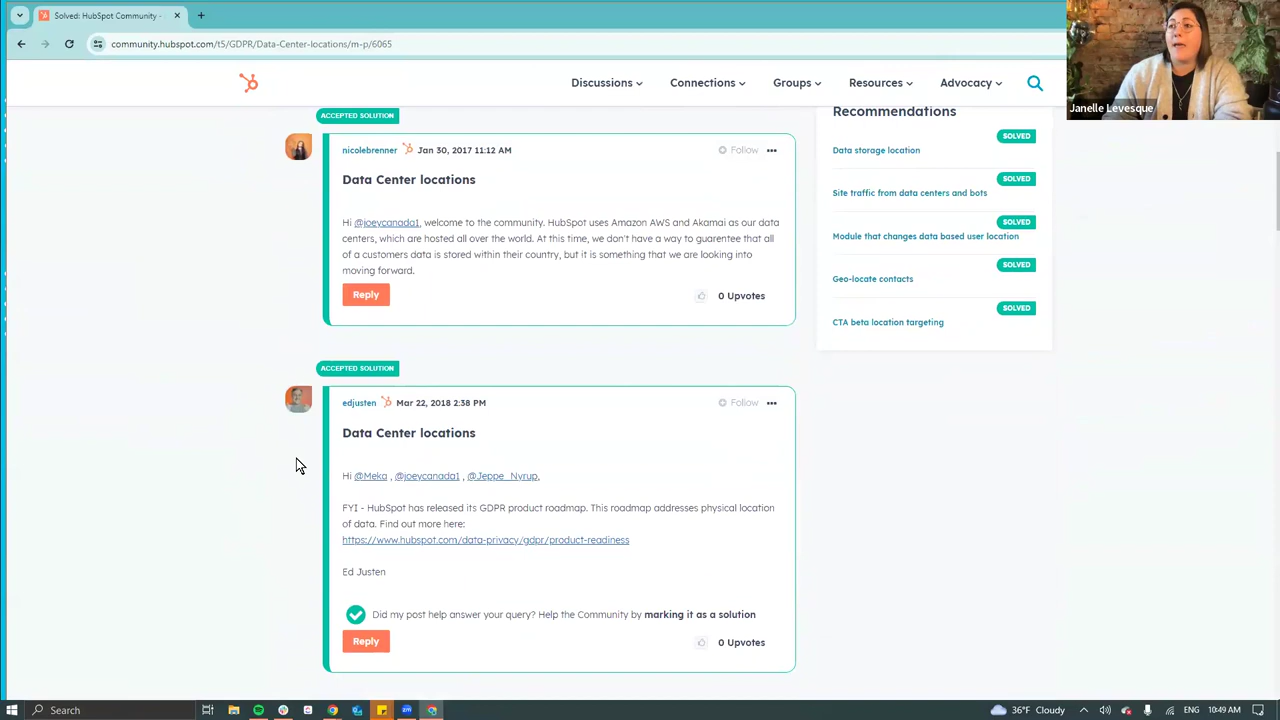 Solved: HubSpot Community -
community.hubspot.com/t5/GDPR/Data-Center-locations/m-p/6065
Discussions
Connections
Groups
Resources
Advocacy
Janelle Levesque
ACCEPTED SOLUTION
nicolebrenner Jan 30, 2017 11:12 AM
Follow
Data Center locations
Hi @joeycanada1, welcome to the community. HubSpot uses Amazon AWS and Akamai as our data
centers, which are hosted all over the world. At this time, we don't have a way to guarentee that all
of a customers data is stored within their country, but it is something that we are looking into
moving forward.
Reply
0 Upvotes
Recommendations
SOLVED
Data storage location
SOLVED
Site traffic from data centers and bots
SOLVED
Module that changes data based user location
SOLVED
Geo-locate contacts
SOLVED
CTA beta location targeting
ACCEPTED SOLUTION
edjusten Mar 22, 2018 2:38 PM
Follow
Data Center locations
Hi @Meka , @joeycanada1 , @Jeppe_Nyrup,
FYI - HubSpot has released its GDPR product roadmap. This roadmap addresses physical location
of data. Find out more here:
https://www.hubspot.com/data-privacy/gdpr/product-readiness
Ed Justen
Did my post help answer your query? Help the Community by marking it as a solution
Reply
0 Upvotes
Search
36°F Cloudy
10:49 AM